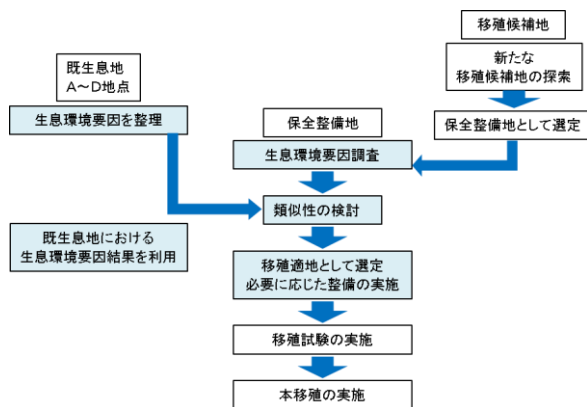 移殖候補地
新たな
移殖候補地の探索
既生息地
A～D地点
生息環境要因を整理
保全整備地
保全整備地として選定
生息環境要因調査
類似性の検討
既生息地における
生息環境要因結果を利用
移殖適地として選定
必要に応じた整備の実施
移殖試験の実施
本移殖の実施